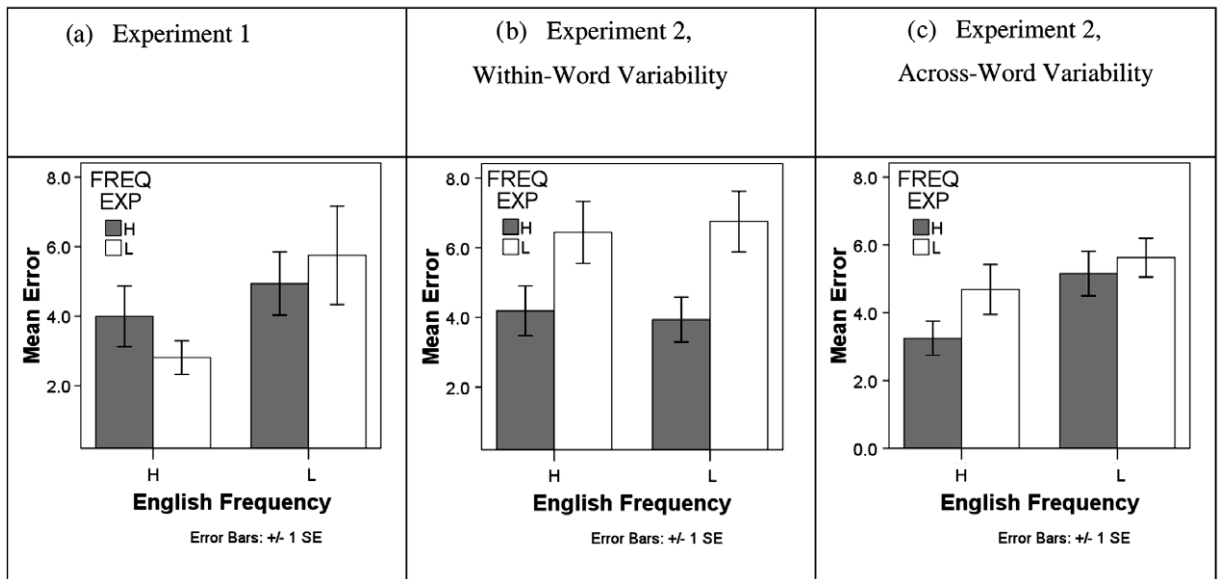 (a) Experiment 1
(b) Experiment 2,
Within-Word Variability
(c) Experiment 2,
Across-Word Variability
8.0
6.0
4.0
2.0
Mean Error
FREQ
EXP
H
L
H
L
English Frequency
Error Bars: +/- 1 SE
8.0
6.0
4.0
2.0
Mean Error
FREQ
EXP
H
L
H
L
English Frequency
Error Bars: +/- 1 SE
8.0
6.0
4.0
2.0
0.0
Mean Error
FREQ
EXP
H
L
H
L
English Frequency
Error Bars: +/- 1 SE